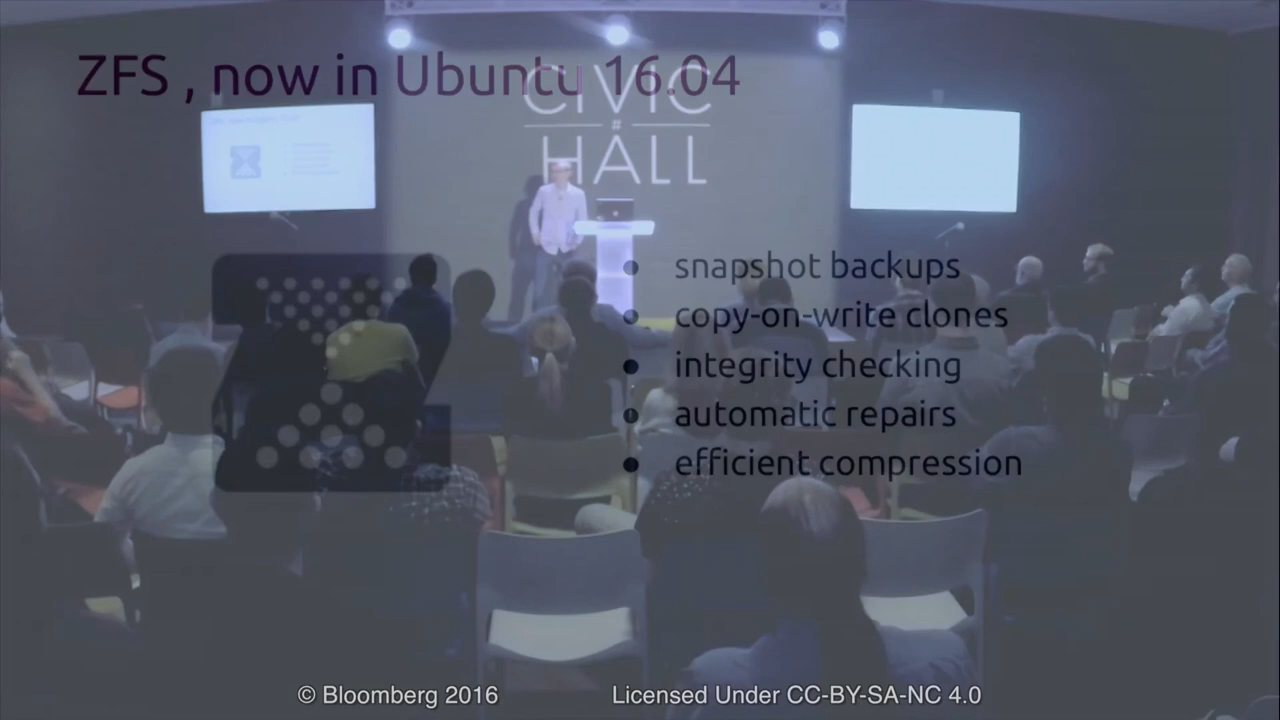 ZFS , now in Ubuntu 16.04
CIVIC
#
HALL
• snapshot backups
• copy-on-write clones
• integrity checking
• automatic repairs
• efficient compression
© Bloomberg 2016 Licensed Under CC-BY-SA-NC 4.0